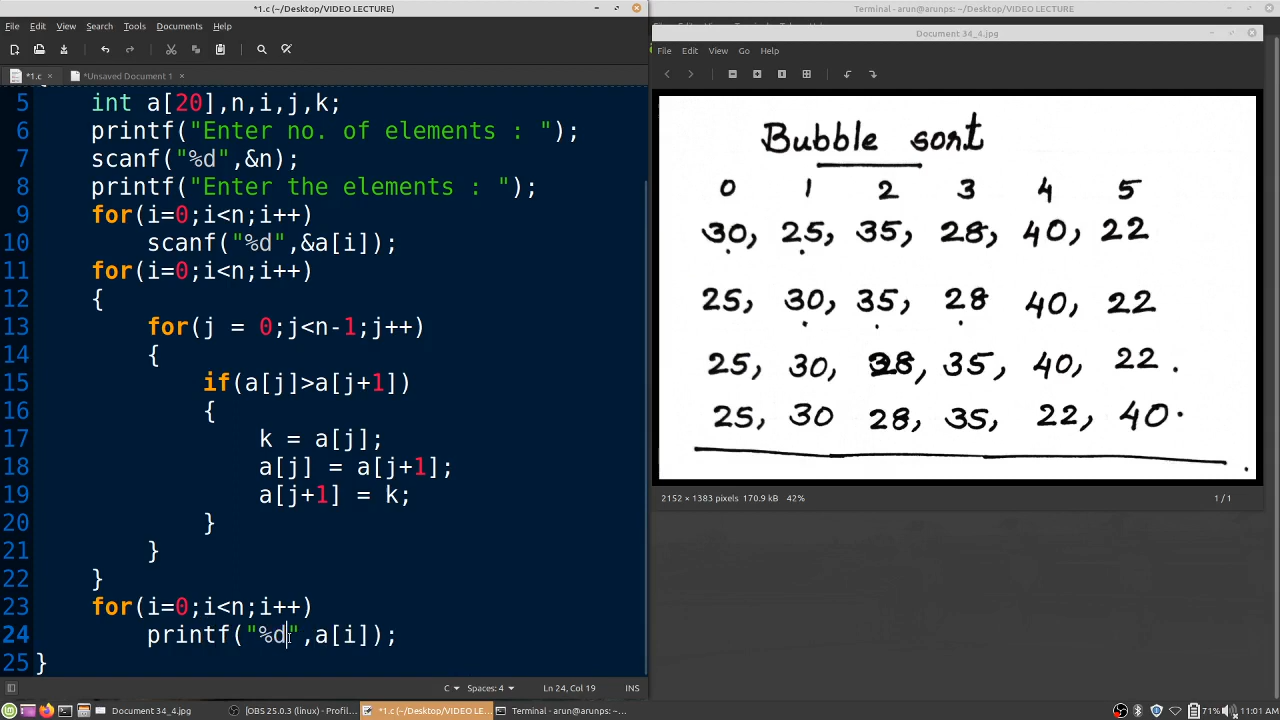 *1.c (~/Desktop/VIDEO LECTURE)
File Edit View Search Tools Documents Help
*1.c × *Unsaved Document 1 ×
5 int a[20],n,i,j,k;
6 printf("Enter no. of elements : ");
7 scanf("%d",&n);
8 printf("Enter the elements : ");
9 for(i=0;i<n;i++)
10 scanf("%d",&a[i]);
11 for(i=0;i<n;i++)
12 {
13 for(j = 0;j<n-1;j++)
14 {
15 if(a[j]>a[j+1])
16 {
17 k = a[j];
18 a[j] = a[j+1];
19 a[j+1] = k;
20 }
21 }
22 }
23 for(i=0;i<n;i++)
24 printf("%d",a[i]);
25 }
C Spaces: 4 Ln 24, Col 19 INS
Terminal - arun@arunps: ~/Desktop/VIDEO LECTURE
Document 34_4.jpg
File Edit View Go Help
Bubble sort
0 1 2 3 4 5
30, 25, 35, 28, 40, 22
25, 30, 35, 28 40, 22
25, 30, 28, 35, 40, 22.
25, 30 28, 35, 22, 40.
2152 × 1383 pixels 170.9 kB 42% 1 / 1
Document 34_4.jpg [OBS 25.0.3 (linux) - Profil... *1.c (~/Desktop/VIDEO LE... Terminal - arun@arunps: ~/... 71% 11:01 AM